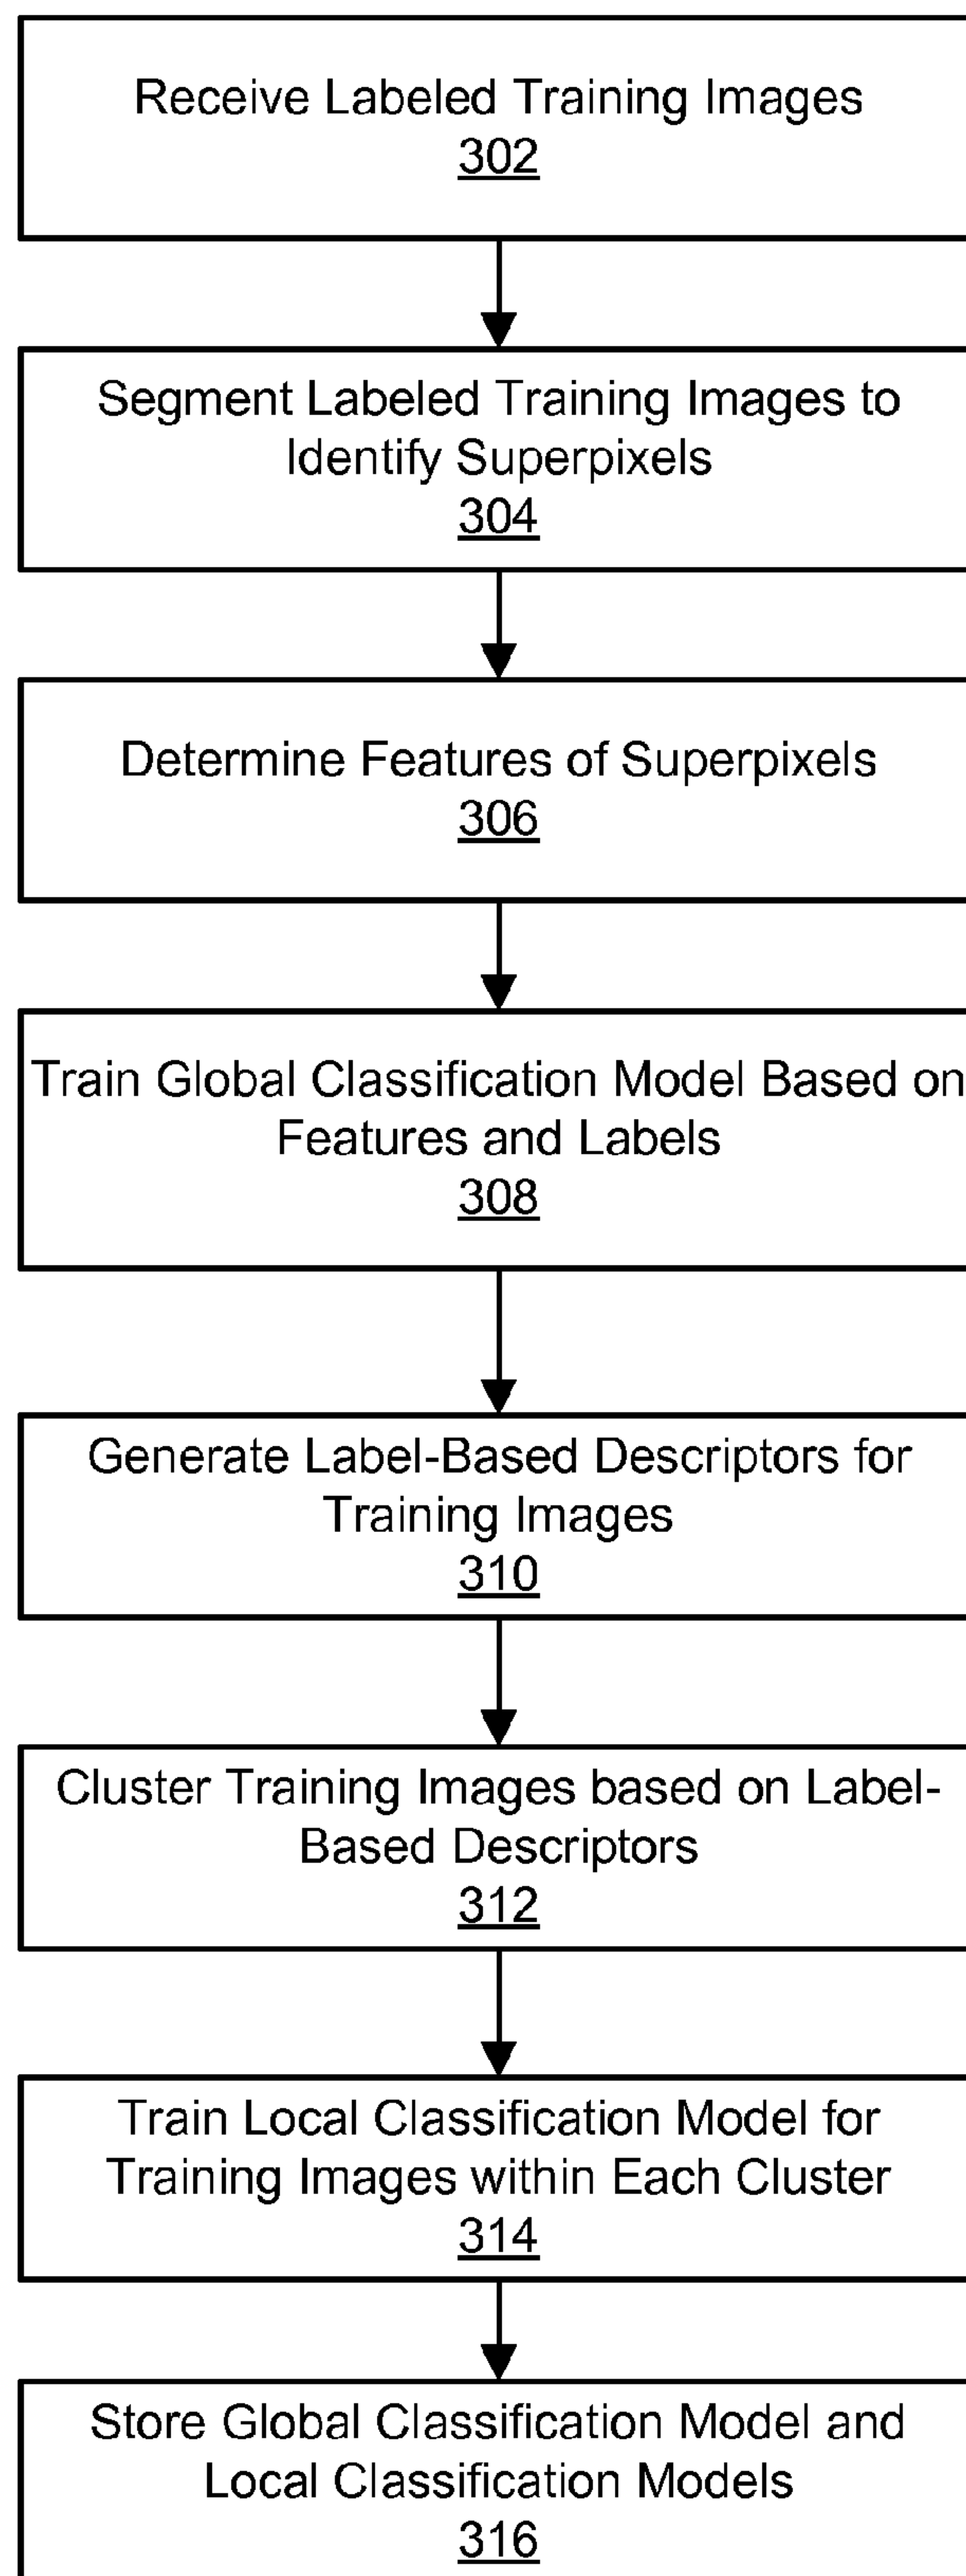 Receive Labeled Training Images
302
Segment Labeled Training Images to
Identify Superpixels
304
Determine Features of Superpixels
306
Train Global Classification Model Based on
Features and Labels
308
Generate Label-Based Descriptors for
Training Images
310
Cluster Training Images based on Label-
Based Descriptors
312
Train Local Classification Model for
Training Images within Each Cluster
314
Store Global Classification Model and
Local Classification Models
316